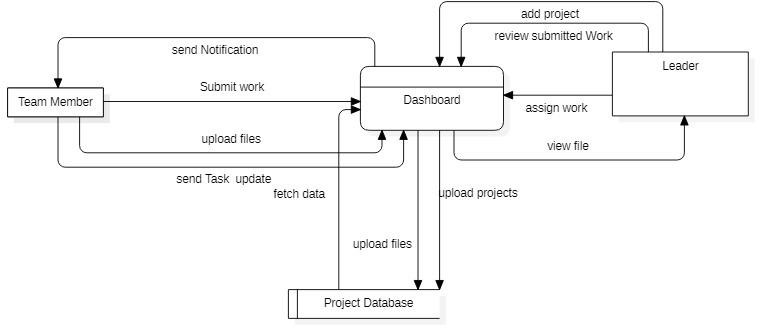 add project
review submitted Work
send Notification
Leader
Submit work
Team Member
Dashboard
assign work
upload files
view file
send Task  update
fetch data
upload projects
upload files
Project Database